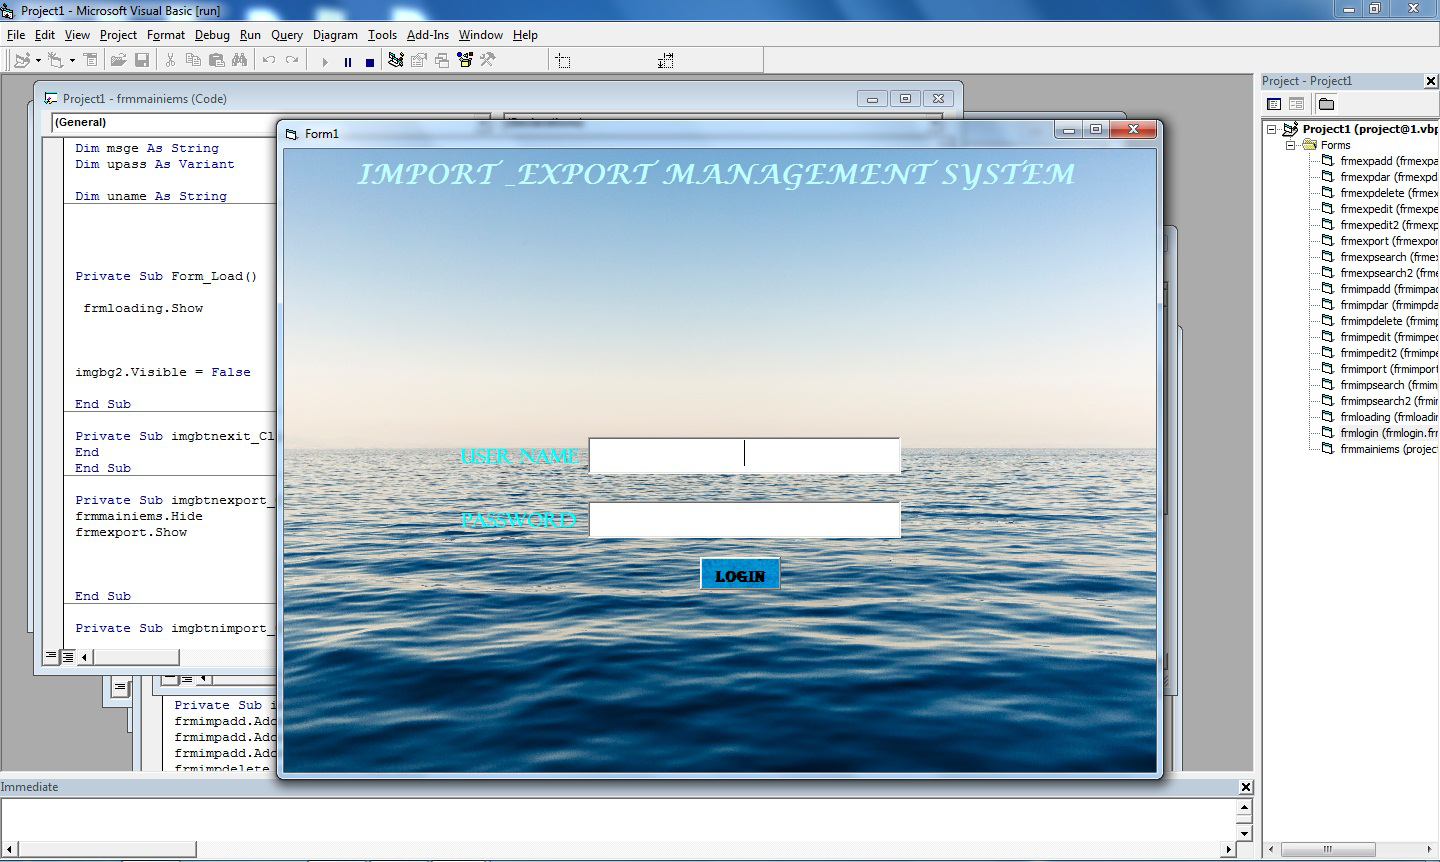 Project1 - Microsoft Visual Basic [run]
File Edit View Project Format Debug Run Query Diagram Tools Add-Ins Window Help
Project1 - frmmainiems (Code)
(General)
Dim msge As String
Dim upass As Variant
Dim uname As String
Private Sub Form_Load()
frmloading.Show
imgbg2.Visible = False
End Sub
Private Sub imgbtnexit_Cl
End
End Sub
Private Sub imgbtnexport_
frmmainiems.Hide
frmexport.Show
End Sub
Private Sub imgbtnimport_
Private Sub i
frmimpadd.Add
frmimpadd.Add
frmimpadd.Add
frmimpdelete
Form1
IMPORT _EXPORT MANAGEMENT SYSTEM
USER NAME
PASSWORD
LOGIN
Project - Project1
Project1 (project@1.vbp
Forms
frmexpadd (frmexpa
frmexpdar (frmexpd
frmexpdelete (frmex
frmexpedit (frmexpe
frmexpedit2 (frmexp
frmexport (frmexpor
frmexpsearch (frmex
frmexpsearch2 (frme
frmimpadd (frmimpad
frmimpdar (frmimpda
frmimpdelete (frmimp
frmimpedit (frmimped
frmimpedit2 (frmimpe
frmimport (frmimport
frmimpsearch (frmim
frmimpsearch2 (frmi
frmloading (frmloadin
frmlogin (frmlogin.fr
frmmainiems (projec
Immediate